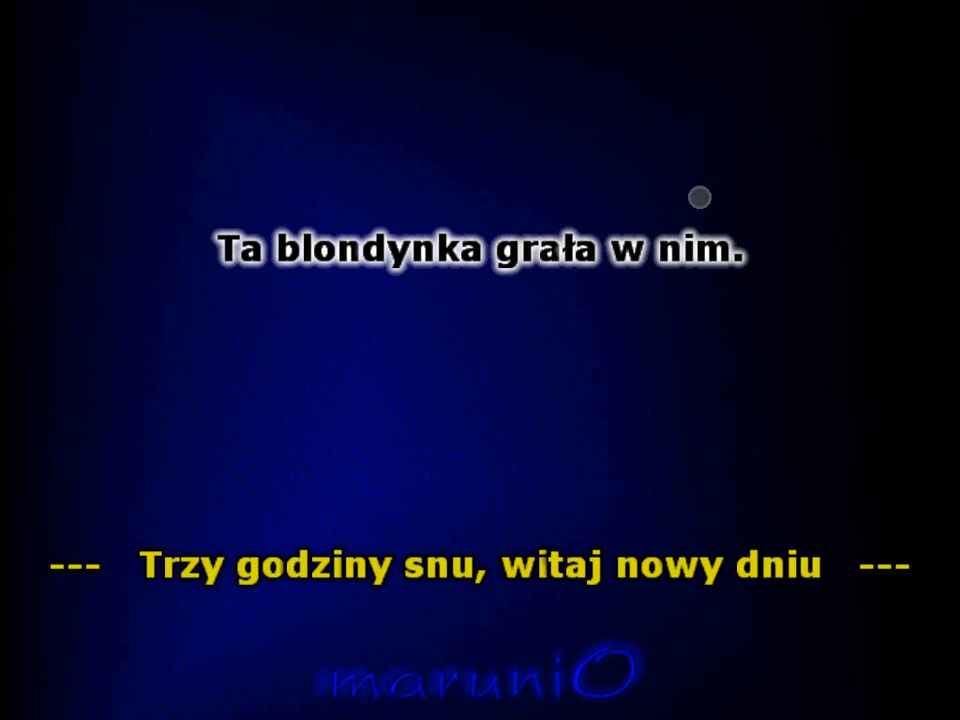 Ta blondynka grała w nim.
--- Trzy godziny snu, witaj nowy dniu ---
maruniO